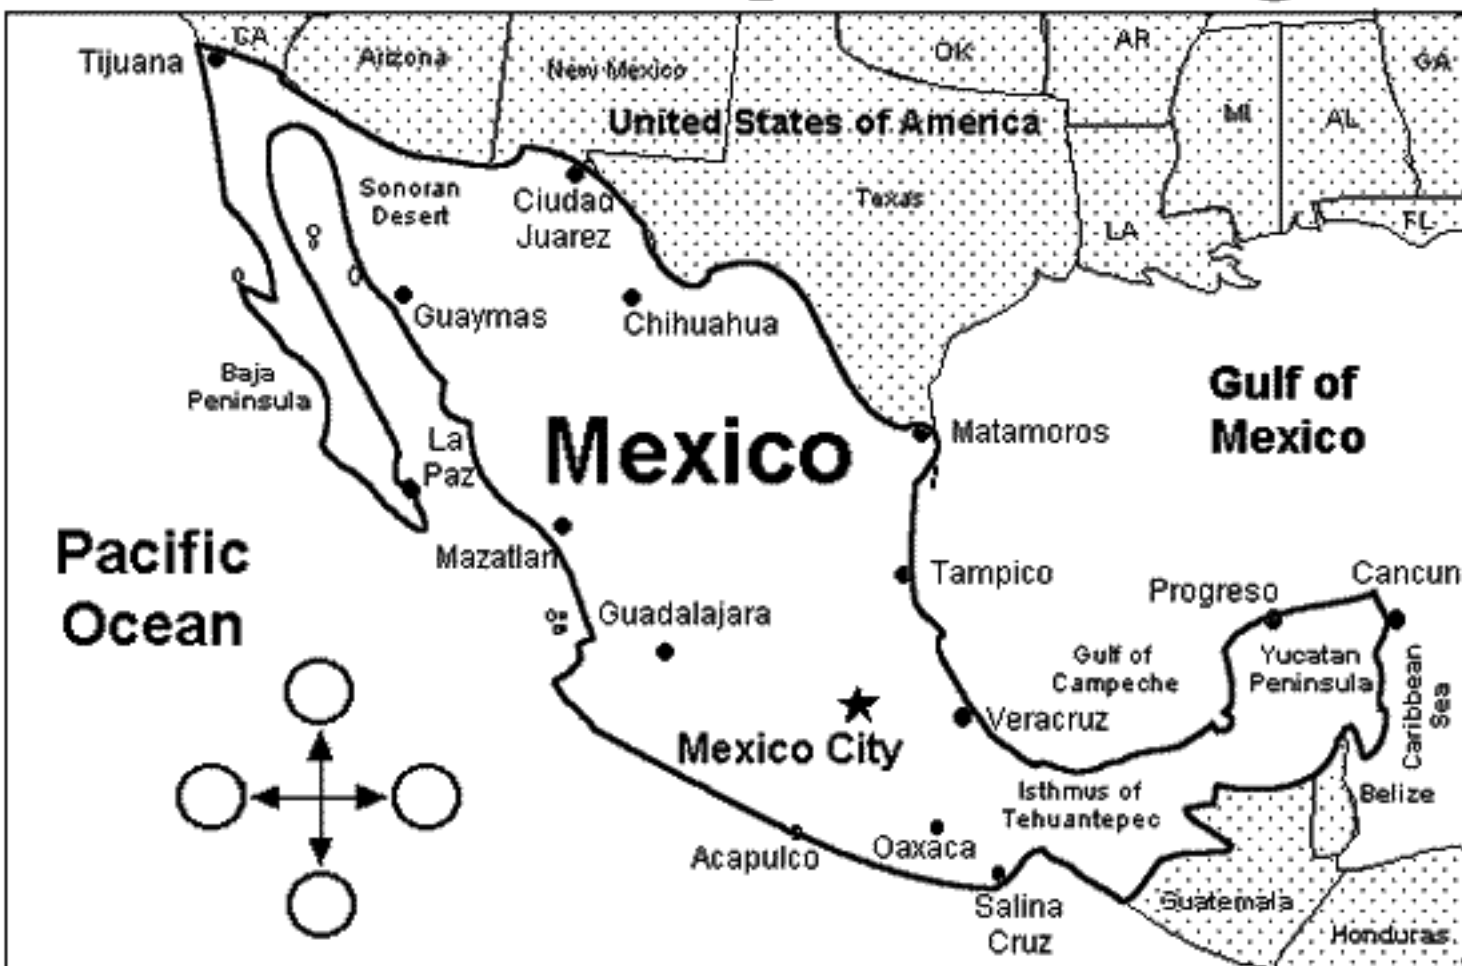 CA
Tijuana
Arizona
New Mexico
OK
AR
GA
MI
AL
United States of America
Sonoran
Desert
Ciudad
Juarez
Texas
LA
FL
Guaymas
Chihuahua
Baja
Peninsula
Gulf of
Mexico
La
Paz
Mexico
Matamoros
Pacific
Ocean
Mazatlan
Tampico
Progreso
Cancun
Guadalajara
Gulf of
Campeche
Yucatan
Peninsula
Caribbean
Sea
Veracruz
Mexico City
Isthmus of
Tehuantepec
Belize
Acapulco
Oaxaca
Salina
Cruz
Guatemala
Honduras